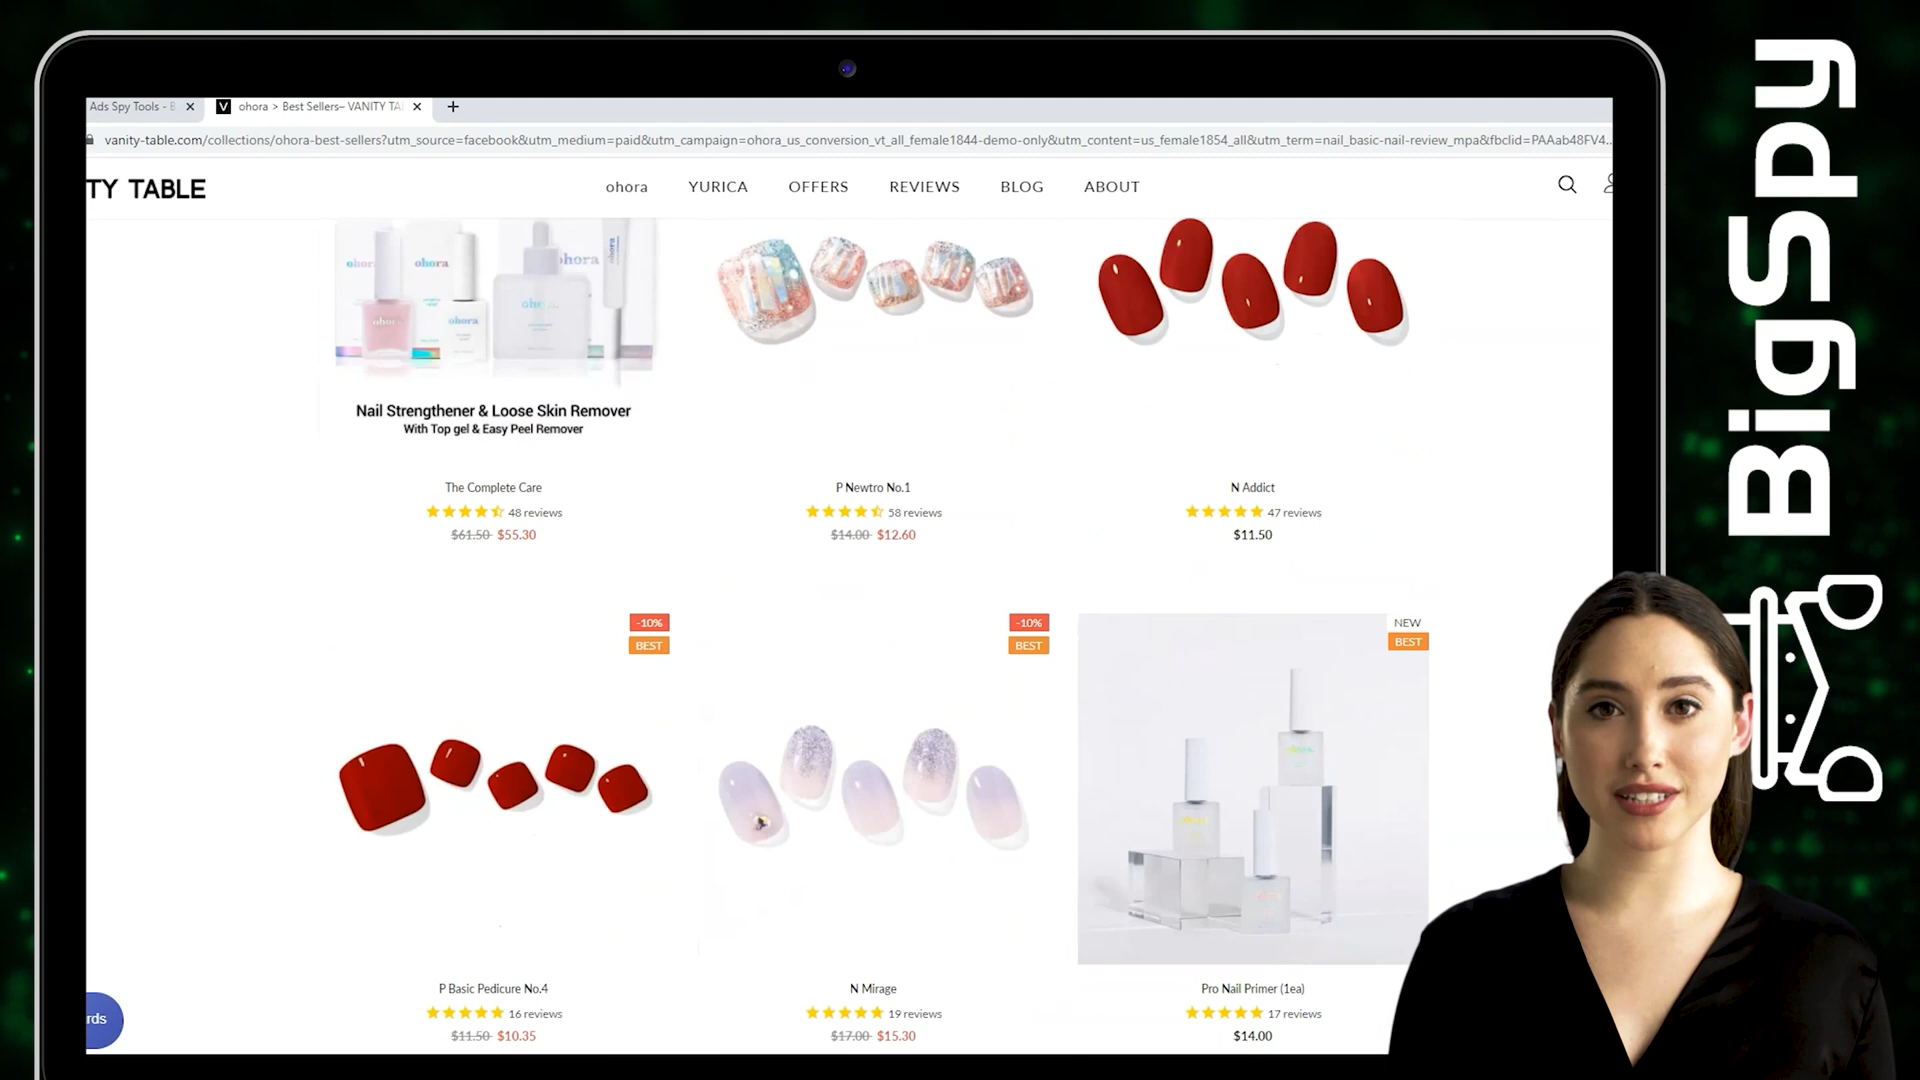 Ads Spy Tools - B
ohora > Best Sellers– VANITY TA
vanity-table.com/collections/ohora-best-sellers?utm_source=facebook&utm_medium=paid&utm_campaign=ohora_us_conversion_vt_all_female1844-demo-only&utm_content=us_female1854_all&utm_term=nail_basic-nail-review_mpa&fbclid=PAAab48FV4...
TY TABLE
ohora
YURICA
OFFERS
REVIEWS
BLOG
ABOUT
ohora
ohora
ohora
ohora
ohora
Nail Strengthener & Loose Skin Remover
With Top gel & Easy Peel Remover
The Complete Care
48 reviews
$61.50 $55.30
P Newtro No.1
58 reviews
$14.00 $12.60
N Addict
47 reviews
$11.50
-10%
BEST
-10%
BEST
NEW
BEST
P Basic Pedicure No.4
16 reviews
$11.50 $10.35
N Mirage
19 reviews
$17.00 $15.30
Pro Nail Primer (1ea)
17 reviews
$14.00
rds
BigSpy